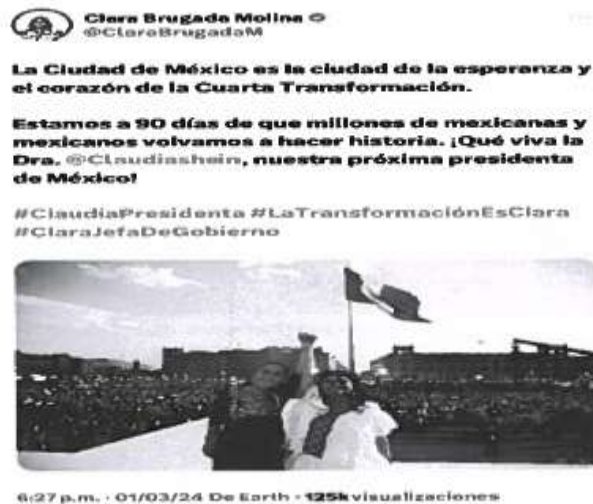 Clara Brugada Molina
@ClaraBrugadaM
La Ciudad de México es la ciudad de la esperanza y
el corazón de la Cuarta Transformación.
Estamos a 90 días de que millones de mexicanas y
mexicanos volvamos a hacer historia. ¡Qué viva la
Dra. @Claudiashein, nuestra próxima presidenta
de México!
#ClaudiaPresidenta #LaTransformaciónEsClara
#ClaraJefaDeGobierno
6:27 p.m. · 01/03/24 De Earth · 125k visualizaciones